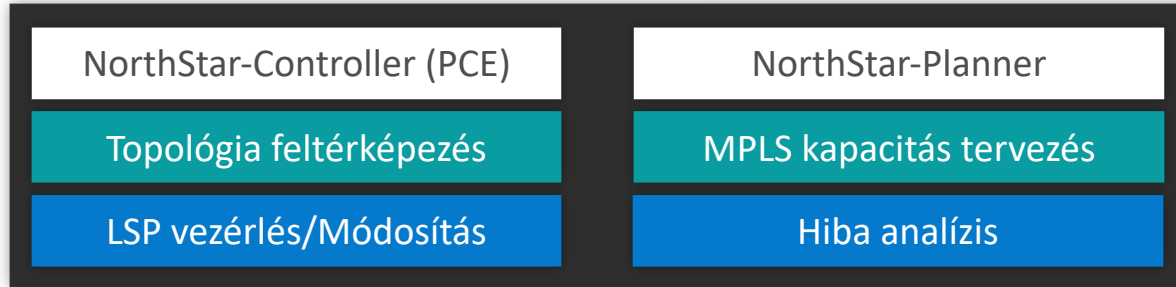 NorthStar-Controller (PCE)
Topológia feltérképezés
LSP vezérlés/Módosítás
NorthStar-Planner
MPLS kapacitás tervezés
Hiba analízis